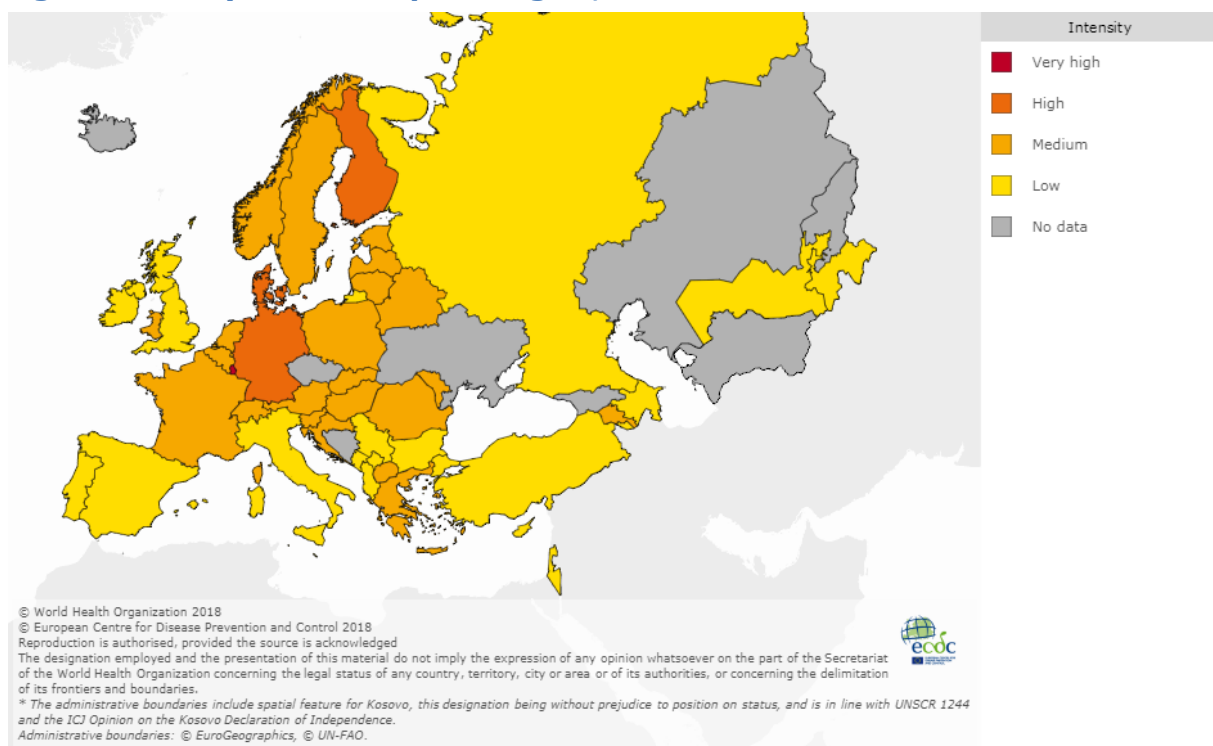 Intensity
Very high
High
Medium
Low
No data
© World Health Organization 2018
© European Centre for Disease Prevention and Control 2018
Reproduction is authorised, provided the source is acknowledged
The designation employed and the presentation of this material do not imply the expression of any opinion whatsoever on the part of the Secretariat
of the World Health Organization concerning the legal status of any country, territory, city or area or of its authorities, or concerning the delimitation
of its frontiers and boundaries.
* The administrative boundaries include spatial feature for Kosovo, this designation being without prejudice to position on status, and is in line with UNSCR 1244
and the ICJ Opinion on the Kosovo Declaration of Independence.
Administrative boundaries: © EuroGeographics, © UN-FAO.
ecdc